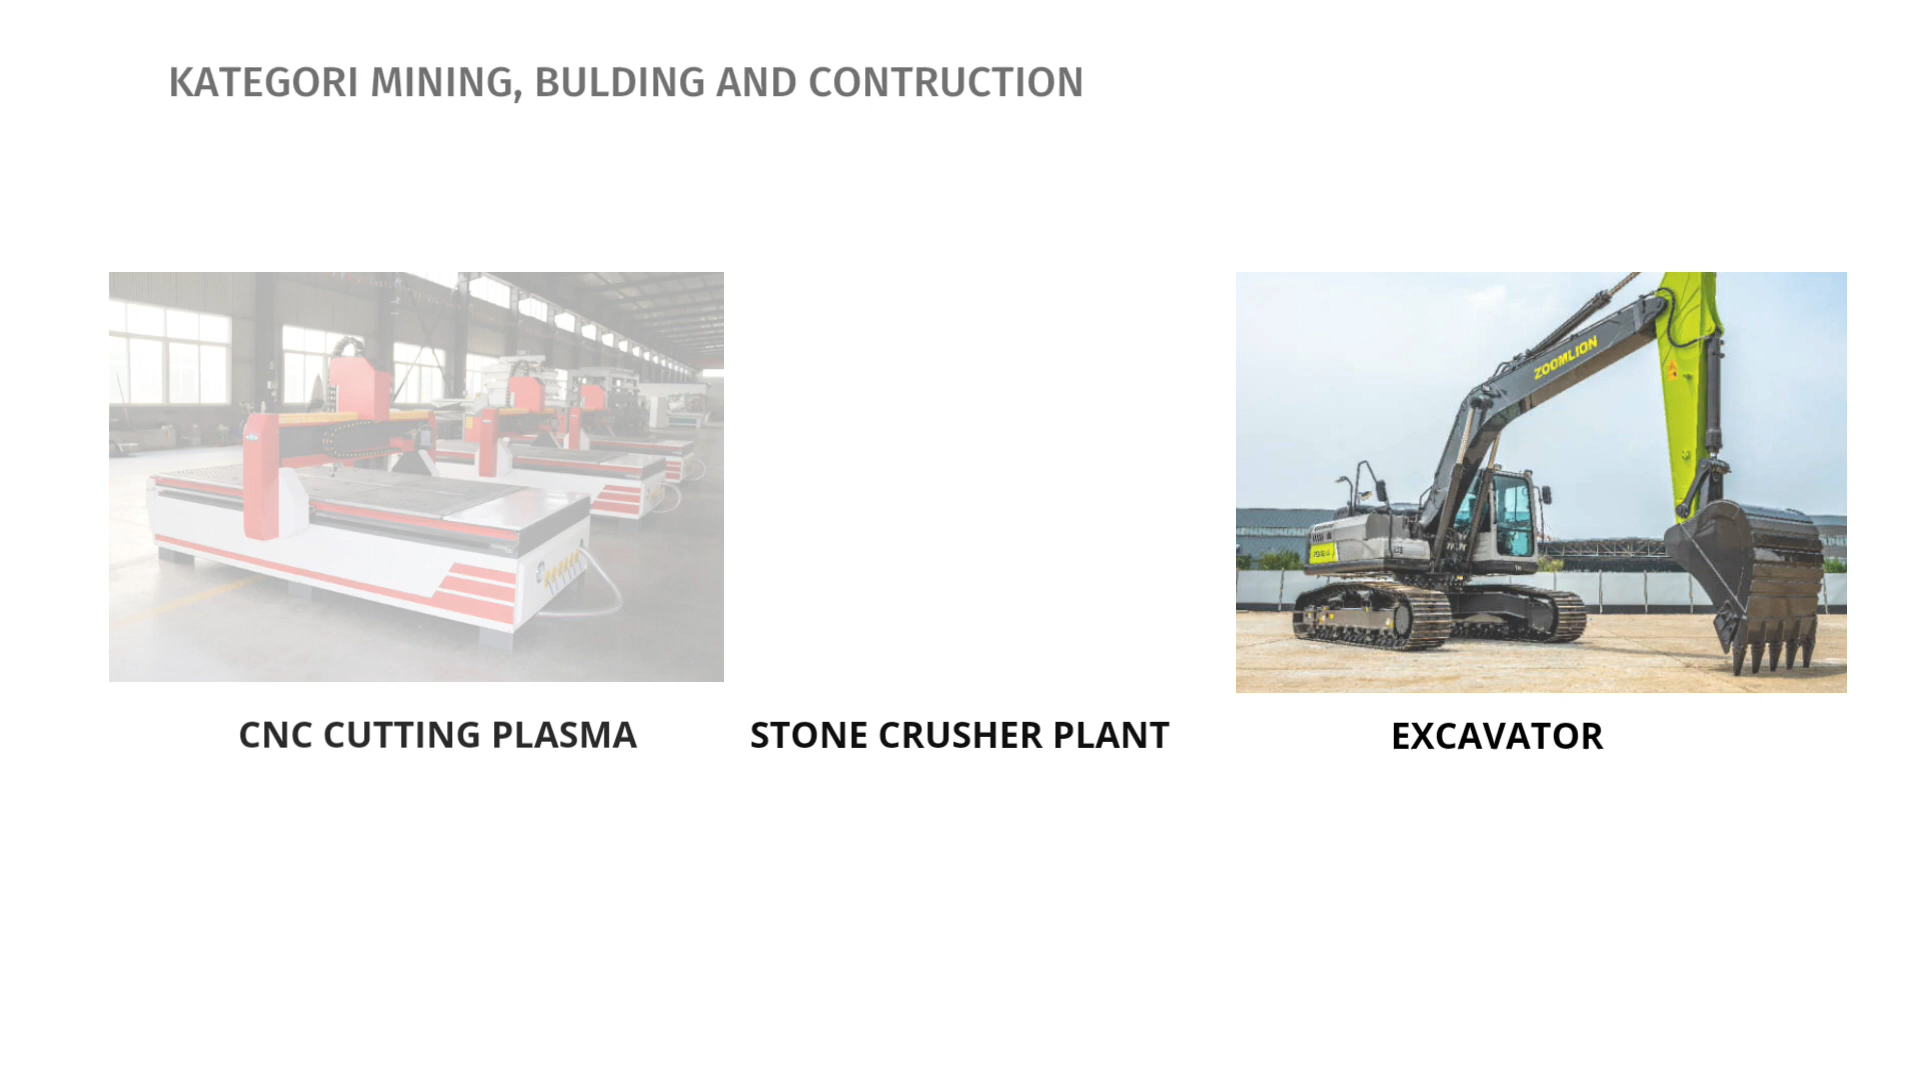 KATEGORI MINING, BULDING AND CONTRUCTION
ZOOMLION
CNC CUTTING PLASMA
STONE CRUSHER PLANT
EXCAVATOR